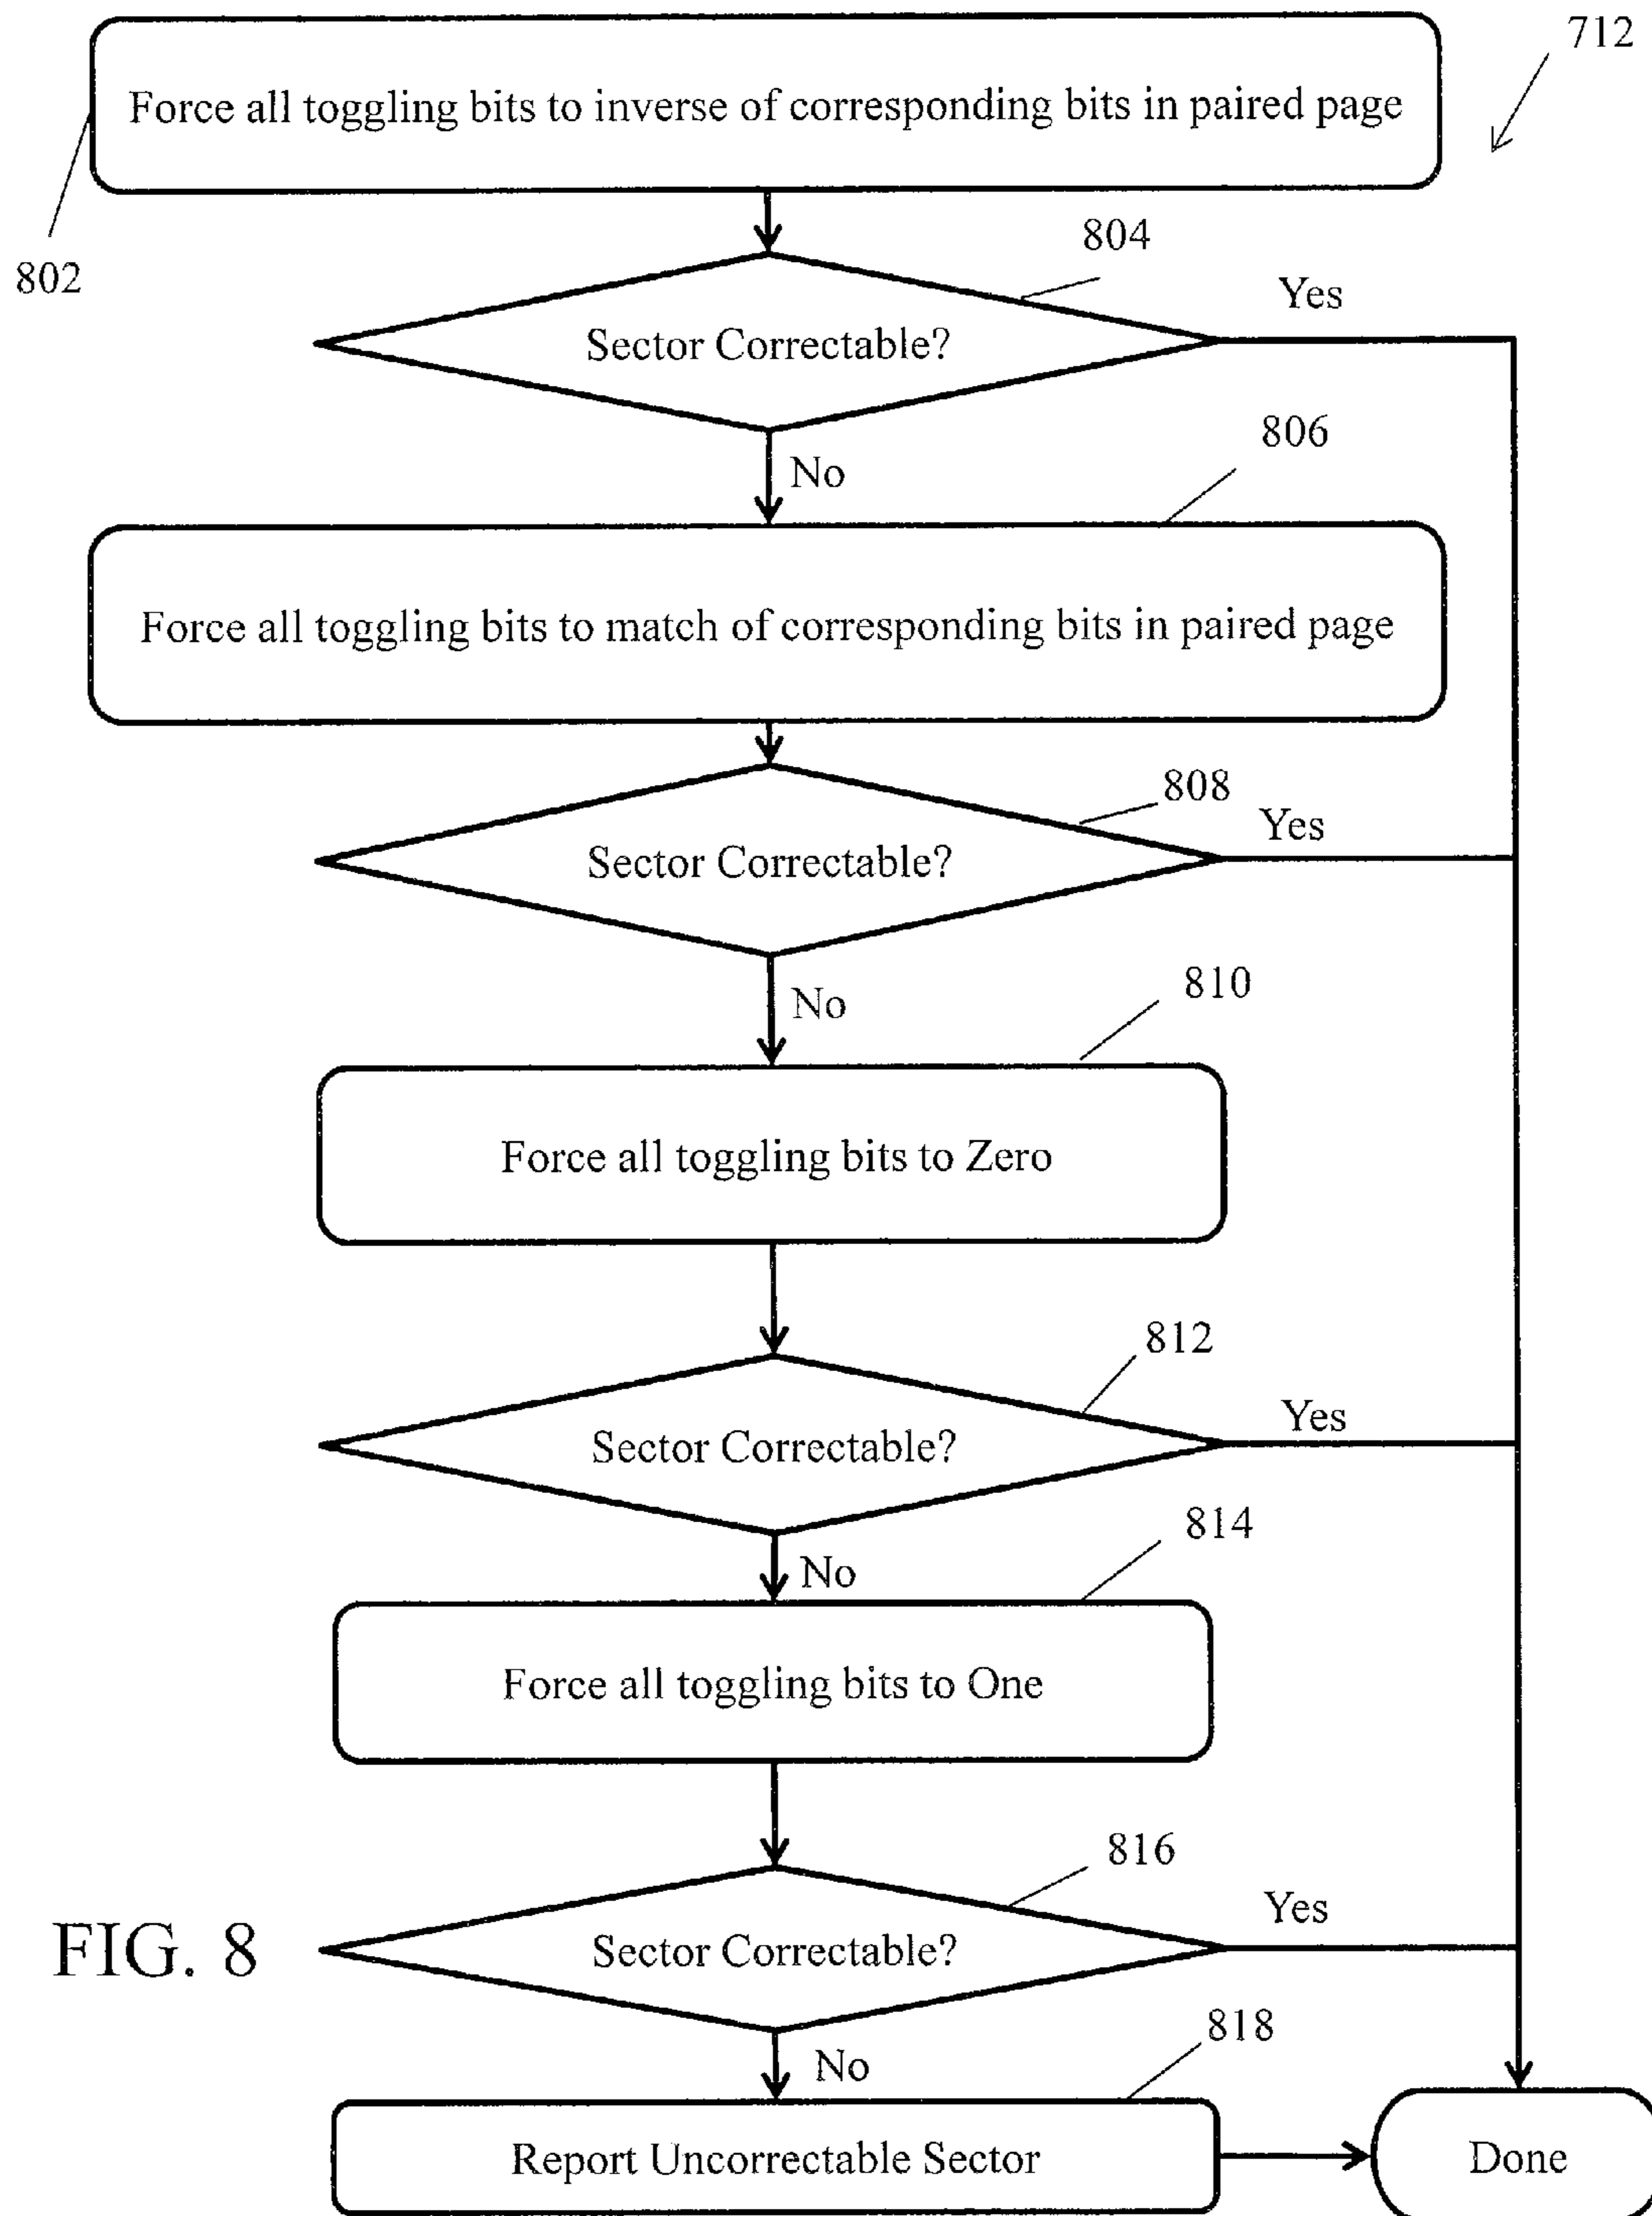 712
Force all toggling bits to inverse of corresponding bits in paired page
802
804
Yes
Sector Correctable?
806
No
Force all toggling bits to match of corresponding bits in paired page
808
Yes
Sector Correctable?
810
No
Force all toggling bits to Zero
812
Yes
Sector Correctable?
814
No
Force all toggling bits to One
816
Yes
FIG. 8
Sector Correctable?
818
No
Report Uncorrectable Sector
Done